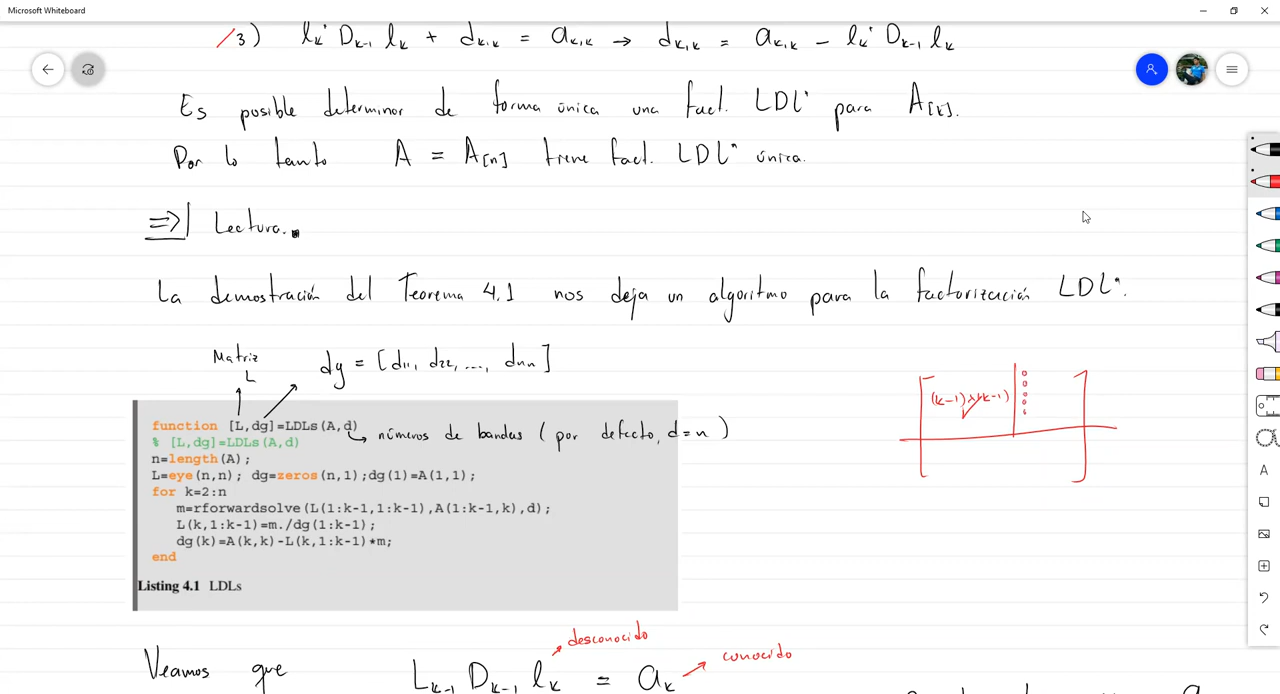 Microsoft Whiteboard
3) lk* Dk-1 lk + dk,k = ak,k → dk,k = ak,k - lk* Dk-1 lk
Es posible determinar de forma única una fact. LDL* para A[k].
Por lo tanto A = A[n] tiene fact. LDL* única.
⇒| Lectura.
La demostración del Teorema 4.1 nos deja un algoritmo para la factorización LDL*.
Matriz L
dg = [d11, d22, ..., dnn]
(k-1)x(k-1)
function [L,dg]=LDLs(A,d)
números de bandas (por defecto, d=n)
% [L,dg]=LDLs(A,d)
n=length(A);
L=eye(n,n); dg=zeros(n,1);dg(1)=A(1,1);
for k=2:n
m=rforwardsolve(L(1:k-1,1:k-1),A(1:k-1,k),d);
L(k,1:k-1)=m./dg(1:k-1);
dg(k)=A(k,k)-L(k,1:k-1)*m;
end
Listing 4.1 LDLs
desconocido
conocido
Veamos que Lk-1 Dk-1 lk = ak
A